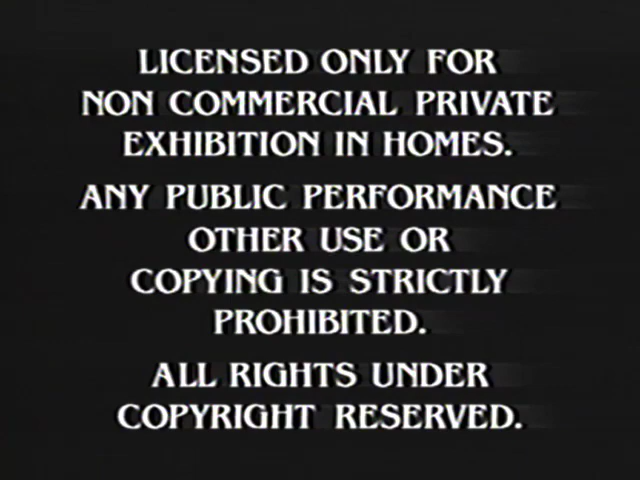 LICENSED ONLY FOR
NON COMMERCIAL PRIVATE
EXHIBITION IN HOMES.
ANY PUBLIC PERFORMANCE
OTHER USE OR
COPYING IS STRICTLY
PROHIBITED.
ALL RIGHTS UNDER
COPYRIGHT RESERVED.